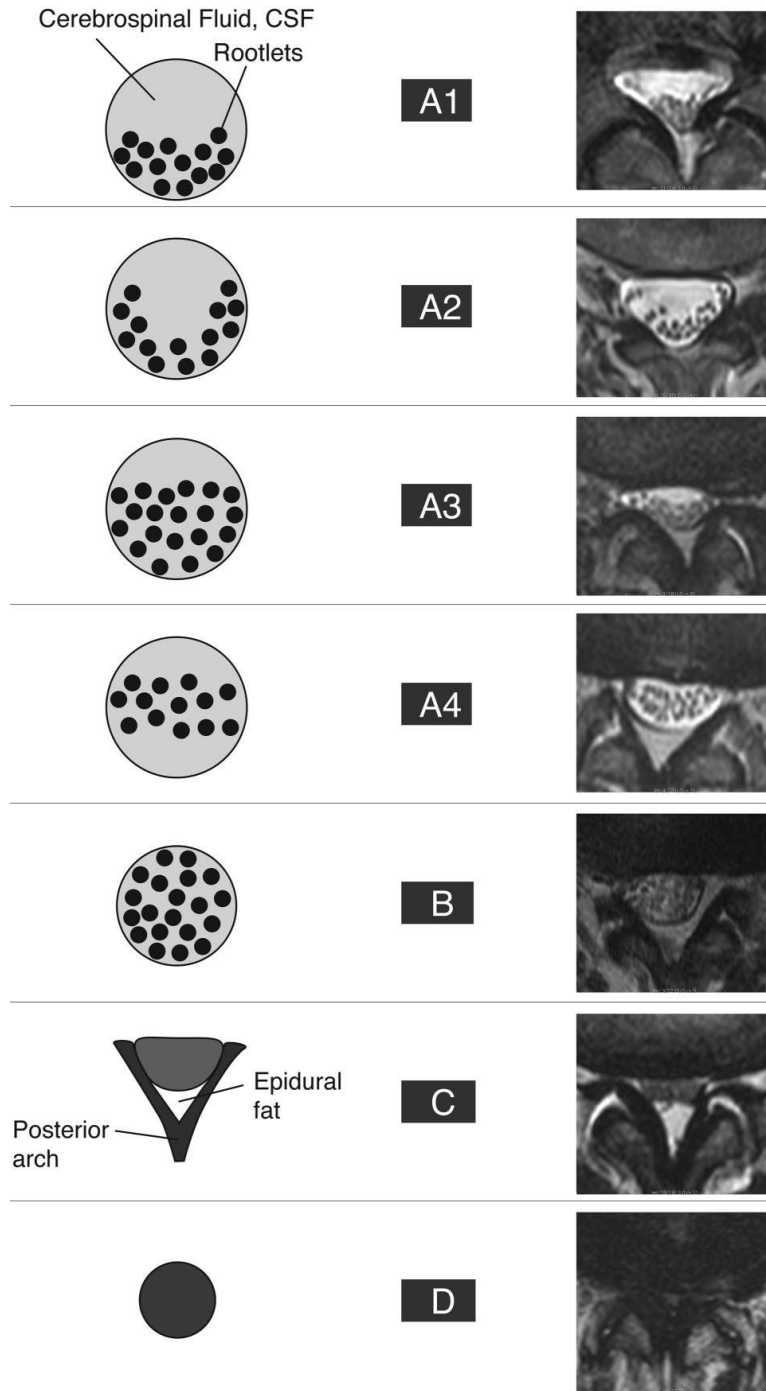 Cerebrospinal Fluid, CSF
Rootlets
A1
A2
A3
A4
B
Epidural
fat
C
Posterior
arch
D